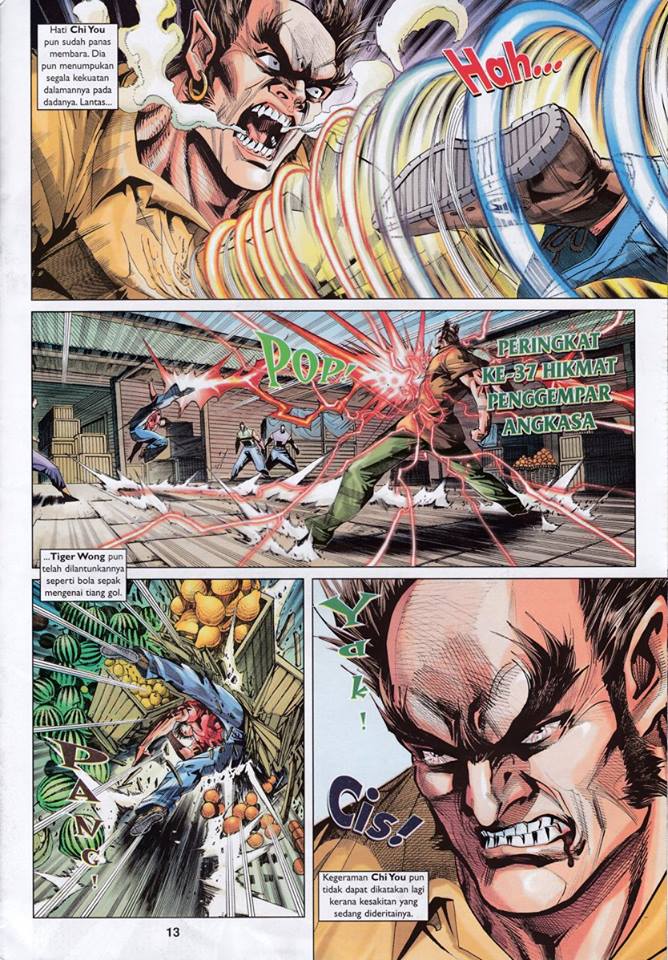 Hati Chi You
pun sudah panas
membara. Dia
pun menumpukan
segala kekuatan
dalamannya pada
dadanya. Lantas...
Hah...
POP!
PERINGKAT
KE-37 HIKMAT
PENGGEMPAR
ANGKASA
...Tiger Wong pun
telah dilantunkannya
seperti bola sepak
mengenai tiang gol.
PANG!
Yak!
Cis!
Kegeraman Chi You pun
tidak dapat dikatakan lagi
kerana kesakitan yang
sedang dideritainya.
13